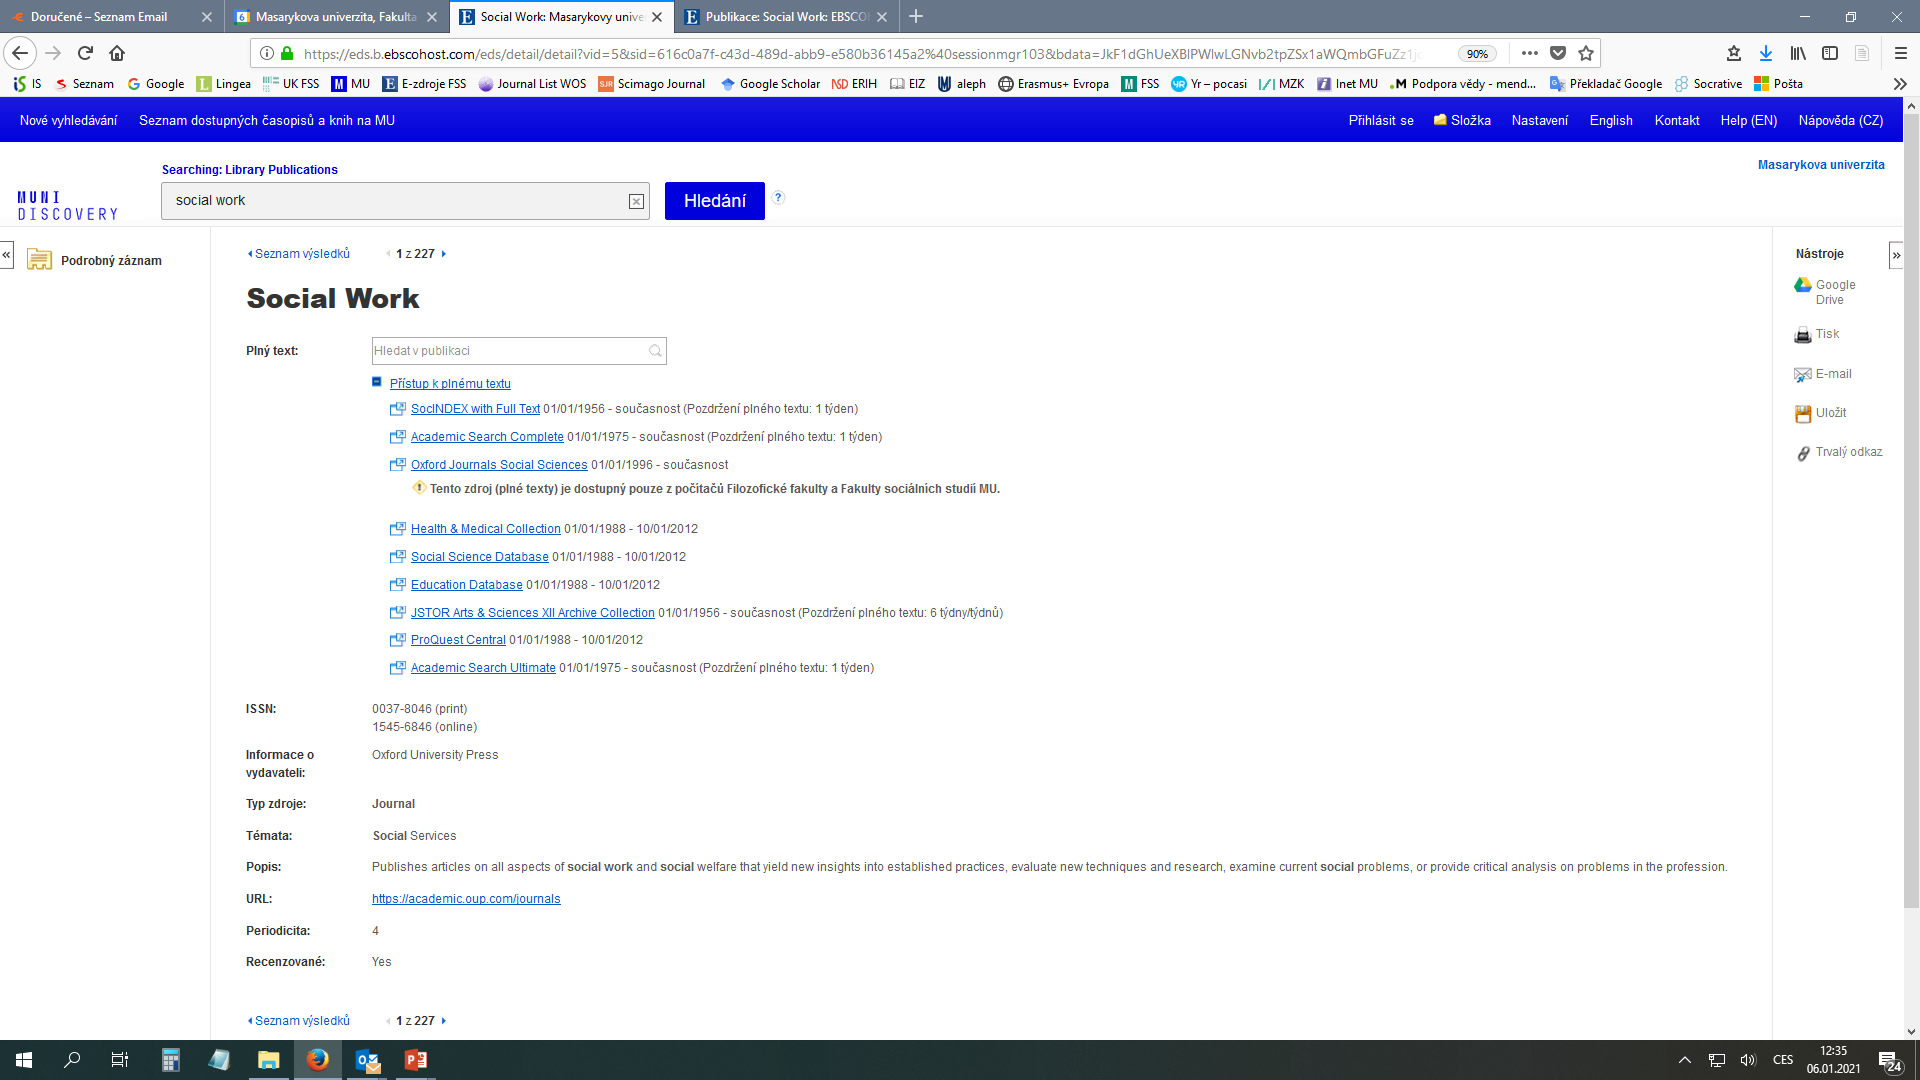 Doručené – Seznam Email
Masarykova univerzita, Fakulta
Social Work: Masarykovy unive
Publikace: Social Work: EBSCO
https://eds.b.ebscohost.com/eds/detail/detail?vid=5&sid=616c0a7f-c43d-489d-abb9-e580b36145a2%40sessionmgr103&bdata=
90%
IS
Seznam
Google
Lingea
UK FSS
MU
E-zdroje FSS
Journal List WOS
Scimago Journal
Google Scholar
ERIH
EIZ
aleph
Erasmus+ Evropa
FSS
Yr – pocasi
MZK
Inet MU
Podpora vědy - mend...
Překladač Google
Socrative
Pošta
Nové vyhledávání
Seznam dostupných časopisů a knih na MU
Přihlásit se
Složka
Nastavení
English
Kontakt
Help (EN)
Nápověda (CZ)
Searching: Library Publications
Masarykova univerzita
MUNI
DISCOVERY
social work
Hledání
?
Podrobný záznam
Seznam výsledků
1 z 227
Nástroje
Google
Drive
Tisk
E-mail
Uložit
Trvalý odkaz
Social Work
Plný text:
Hledat v publikaci
Přístup k plnému textu
SocINDEX with Full Text 01/01/1956 - současnost (Pozdržení plného textu: 1 týden)
Academic Search Complete 01/01/1975 - současnost (Pozdržení plného textu: 1 týden)
Oxford Journals Social Sciences 01/01/1996 - současnost
Tento zdroj (plné texty) je dostupný pouze z počítačů Filozofické fakulty a Fakulty sociálních studií MU.
Health & Medical Collection 01/01/1988 - 10/01/2012
Social Science Database 01/01/1988 - 10/01/2012
Education Database 01/01/1988 - 10/01/2012
JSTOR Arts & Sciences XII Archive Collection 01/01/1956 - současnost (Pozdržení plného textu: 6 týdny/týdnů)
ProQuest Central 01/01/1988 - 10/01/2012
Academic Search Ultimate 01/01/1975 - současnost (Pozdržení plného textu: 1 týden)
ISSN:
0037-8046 (print)
1545-6846 (online)
Informace o
vydavateli:
Oxford University Press
Typ zdroje:
Journal
Témata:
Social Services
Popis:
Publishes articles on all aspects of social work and social welfare that yield new insights into established practices, evaluate new techniques and research, examine current social problems, or provide critical analysis on problems in the profession.
URL:
https://academic.oup.com/journals
Periodicita:
4
Recenzované:
Yes
Seznam výsledků
1 z 227
CES
12:35
06.01.2021
24